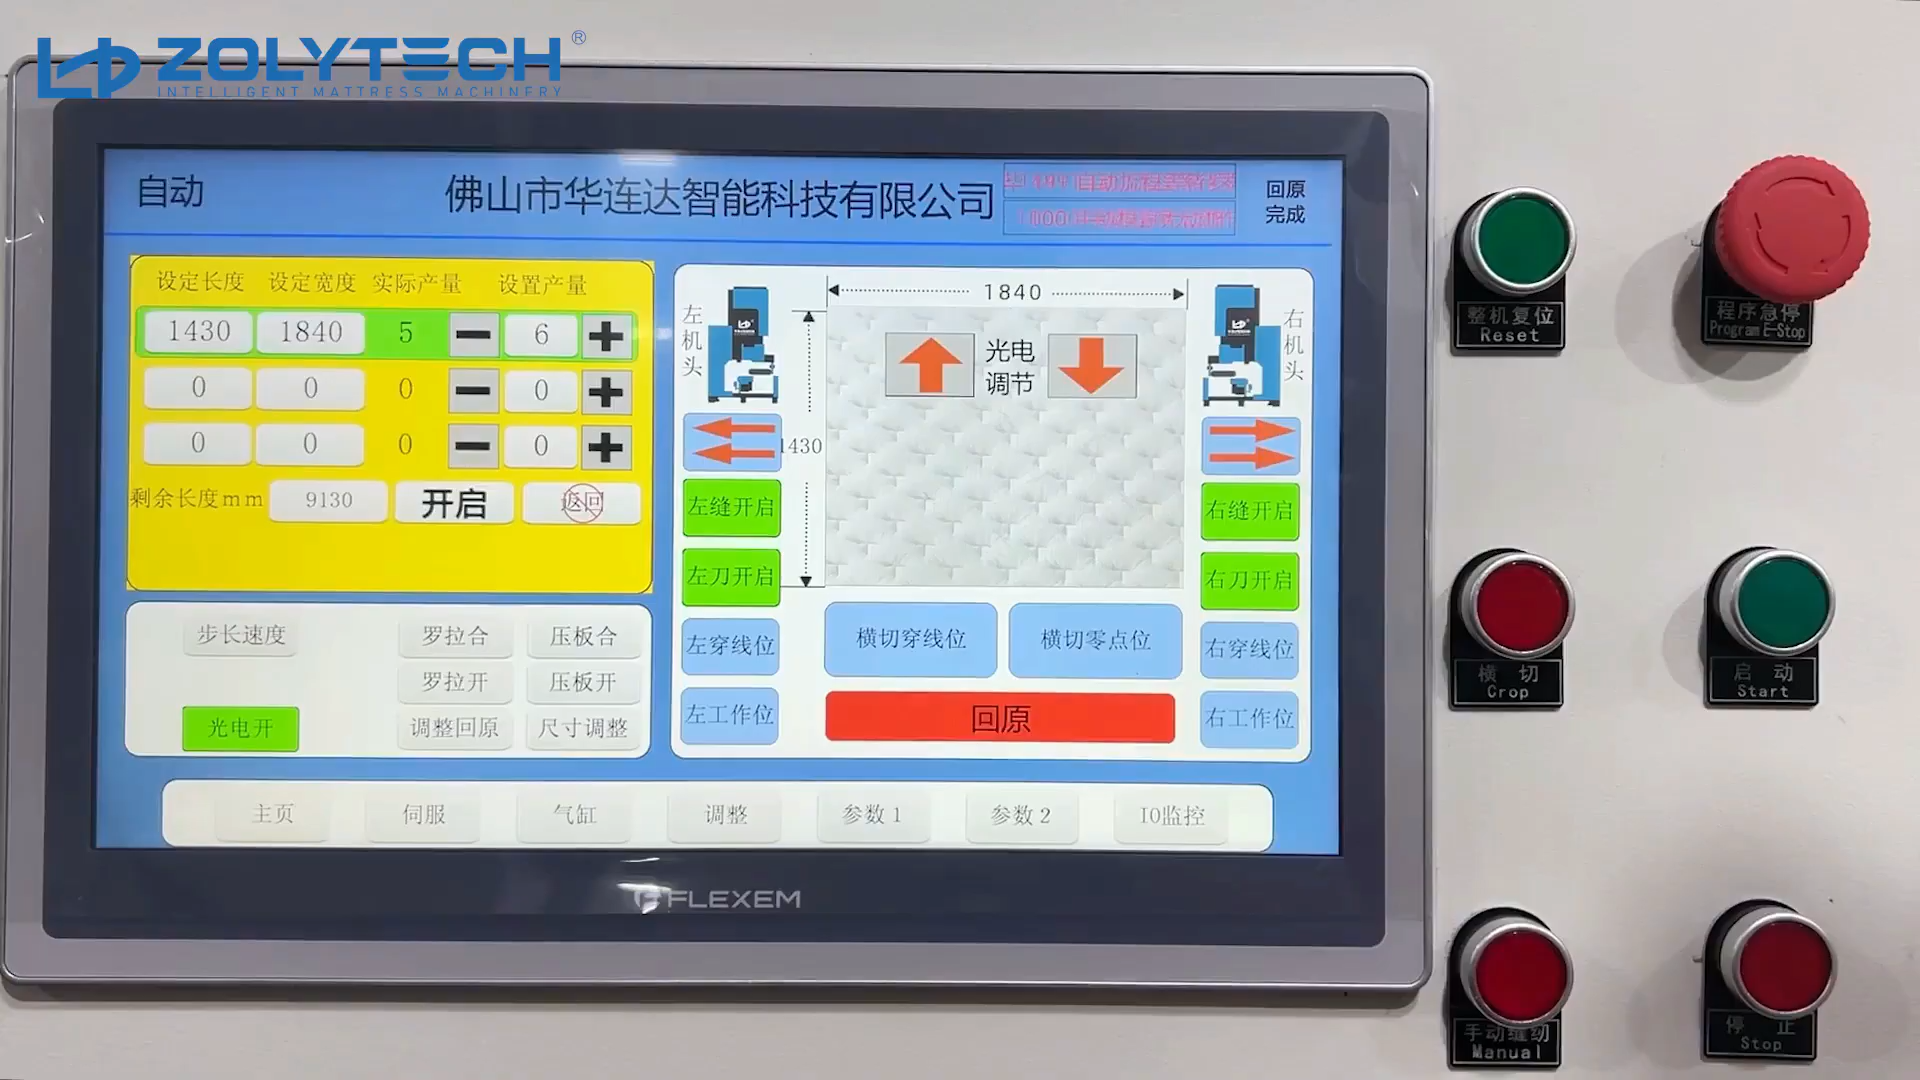 ZOLYTECH®
INTELLIGENT MATTRESS MACHINERY
自动
佛山市华连达智能科技有限公司
回原
完成
设定长度 设定宽度 实际产量 设置产量
1430 1840 5 6
0 0 0 0
0 0 0 0
剩余长度mm 9130 开启 返回
步长速度 罗拉合 压板合
罗拉开 压板开
光电开 调整回原 尺寸调整
左机头
1840
右机头
光电
调节
1430
左缝开启
右缝开启
左刀开启
右刀开启
左穿线位
横切穿线位 横切零点位
右穿线位
左工作位
回原
右工作位
主页 伺服 气缸 调整 参数1 参数2 IO监控
FLEXEM
整机复位
Reset
程序急停
Program E-Stop
横 切
Crop
启 动
Start
手动缝纫
Manual
停 止
Stop